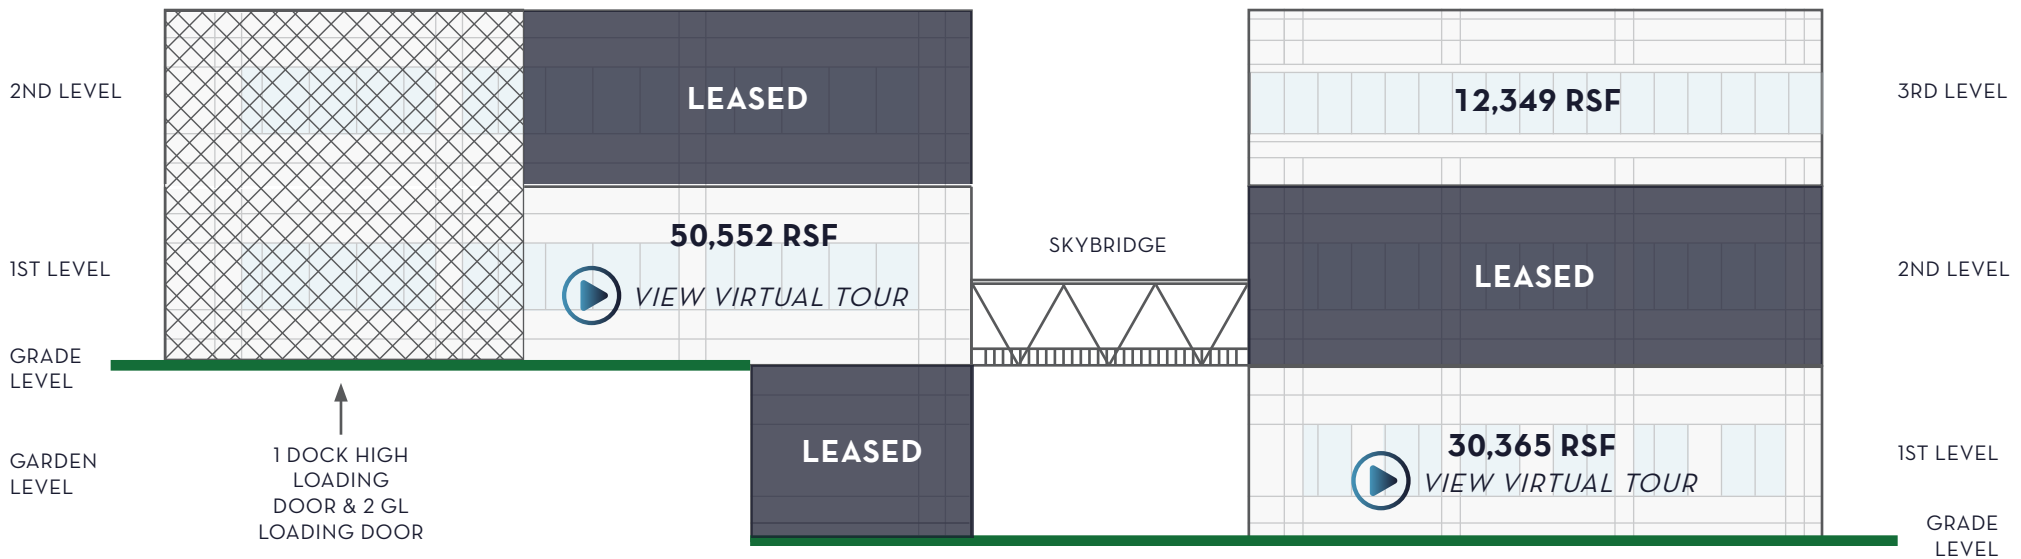 2ND LEVEL
LEASED
12,349 RSF
3RD LEVEL
50,552 RSF
VIEW VIRTUAL TOUR
1ST LEVEL
SKYBRIDGE
LEASED
2ND LEVEL
GRADE
LEVEL
GARDEN
LEVEL
1 DOCK HIGH
LOADING
DOOR & 2 GL
LOADING DOOR
LEASED
30,365 RSF
VIEW VIRTUAL TOUR
1ST LEVEL
GRADE
LEVEL